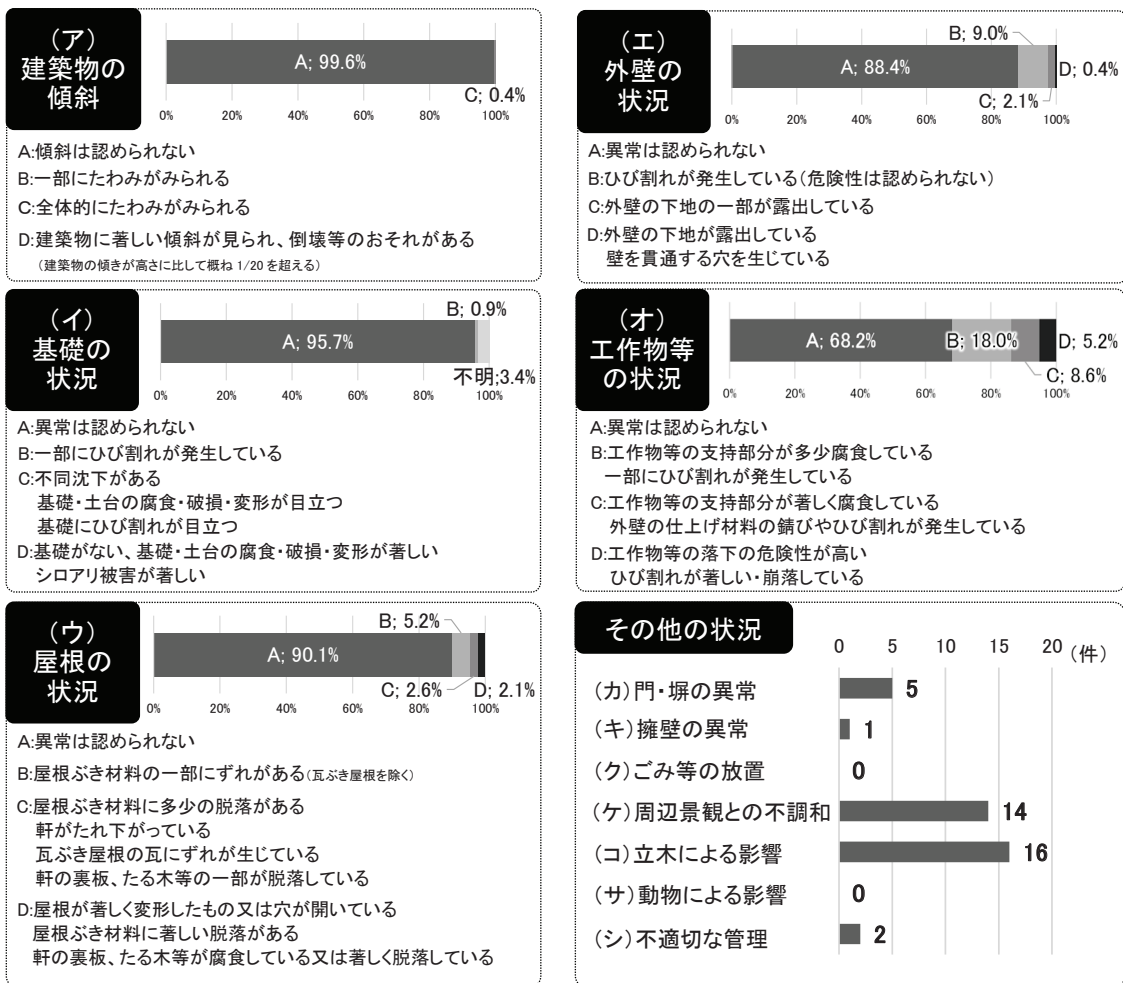 (ア)
建築物の
傾斜
A; 99.6%
C; 0.4%
0% 20% 40% 60% 80% 100%
A:傾斜は認められない
B:一部にたわみがみられる
C:全体的にたわみがみられる
D:建築物に著しい傾斜が見られ、倒壊等のおそれがある
(建築物の傾きが高さに比して概ね 1/20 を超える)
(イ)
基礎の
状況
B; 0.9%
A; 95.7%
不明;3.4%
0% 20% 40% 60% 80% 100%
A:異常は認められない
B:一部にひび割れが発生している
C:不同沈下がある
基礎・土台の腐食・破損・変形が目立つ
基礎にひび割れが目立つ
D:基礎がない、基礎・土台の腐食・破損・変形が著しい
シロアリ被害が著しい
(ウ)
屋根の
状況
B; 5.2%
A; 90.1%
C; 2.6%
D; 2.1%
0% 20% 40% 60% 80% 100%
A:異常は認められない
B:屋根ぶき材料の一部にずれがある(瓦ぶき屋根を除く)
C:屋根ぶき材料に多少の脱落がある
軒がたれ下がっている
瓦ぶき屋根の瓦にずれが生じている
軒の裏板、たる木等の一部が脱落している
D:屋根が著しく変形したもの又は穴が開いている
屋根ぶき材料に著しい脱落がある
軒の裏板、たる木等が腐食している又は著しく脱落している
(エ)
外壁の
状況
B; 9.0%
A; 88.4%
D; 0.4%
C; 2.1%
0% 20% 40% 60% 80% 100%
A:異常は認められない
B:ひび割れが発生している(危険性は認められない)
C:外壁の下地の一部が露出している
D:外壁の下地が露出している
壁を貫通する穴を生じている
(オ)
工作物等
の状況
A; 68.2%
B; 18.0%
D; 5.2%
C; 8.6%
0% 20% 40% 60% 80% 100%
A:異常は認められない
B:工作物等の支持部分が多少腐食している
一部にひび割れが発生している
C:工作物等の支持部分が著しく腐食している
外壁の仕上げ材料の錆びやひび割れが発生している
D:工作物等の落下の危険性が高い
ひび割れが著しい・崩落している
その他の状況
0 5 10 15 20 (件)
(カ)門・塀の異常 5
(キ)擁壁の異常 1
(ク)ごみ等の放置 0
(ケ)周辺景観との不調和 14
(コ)立木による影響 16
(サ)動物による影響 0
(シ)不適切な管理 2